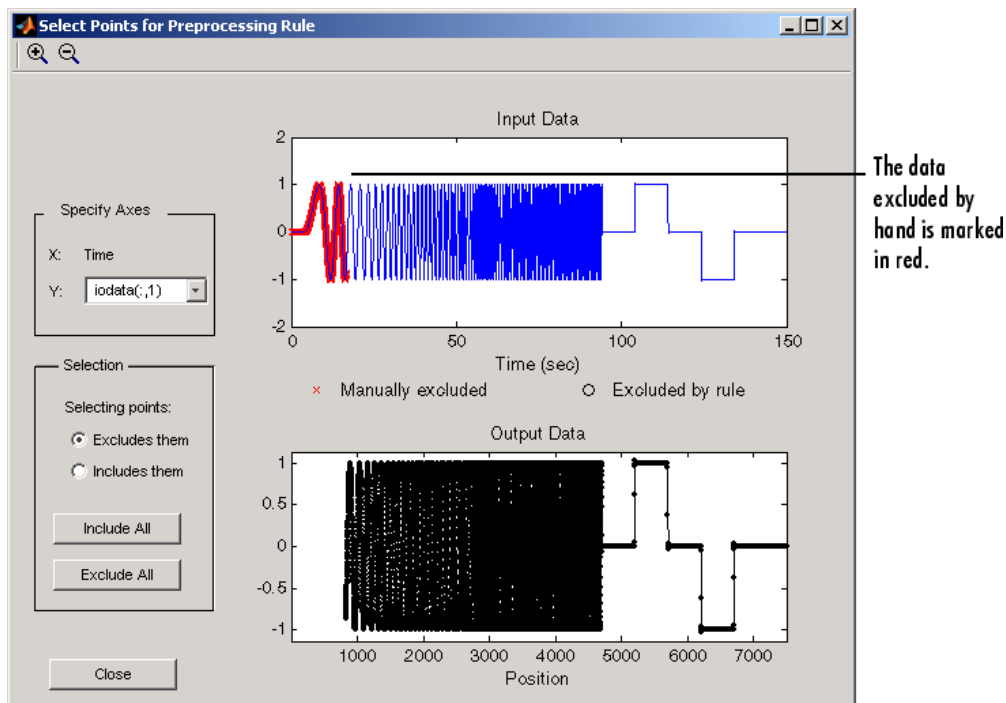 Select Points for Preprocessing Rule
Input Data
2
1
0
-1
-2
0
50
100
150
Time (sec)
The data
excluded by
hand is marked
in red.
Specify Axes
X: Time
Y: iodata(:,1)
× Manually excluded
O Excluded by rule
Selection
Selecting points:
Excludes them
Includes them
Include All
Exclude All
Close
Output Data
1
0.5
0
-0.5
-1
1000
2000
3000
4000
5000
6000
7000
Position